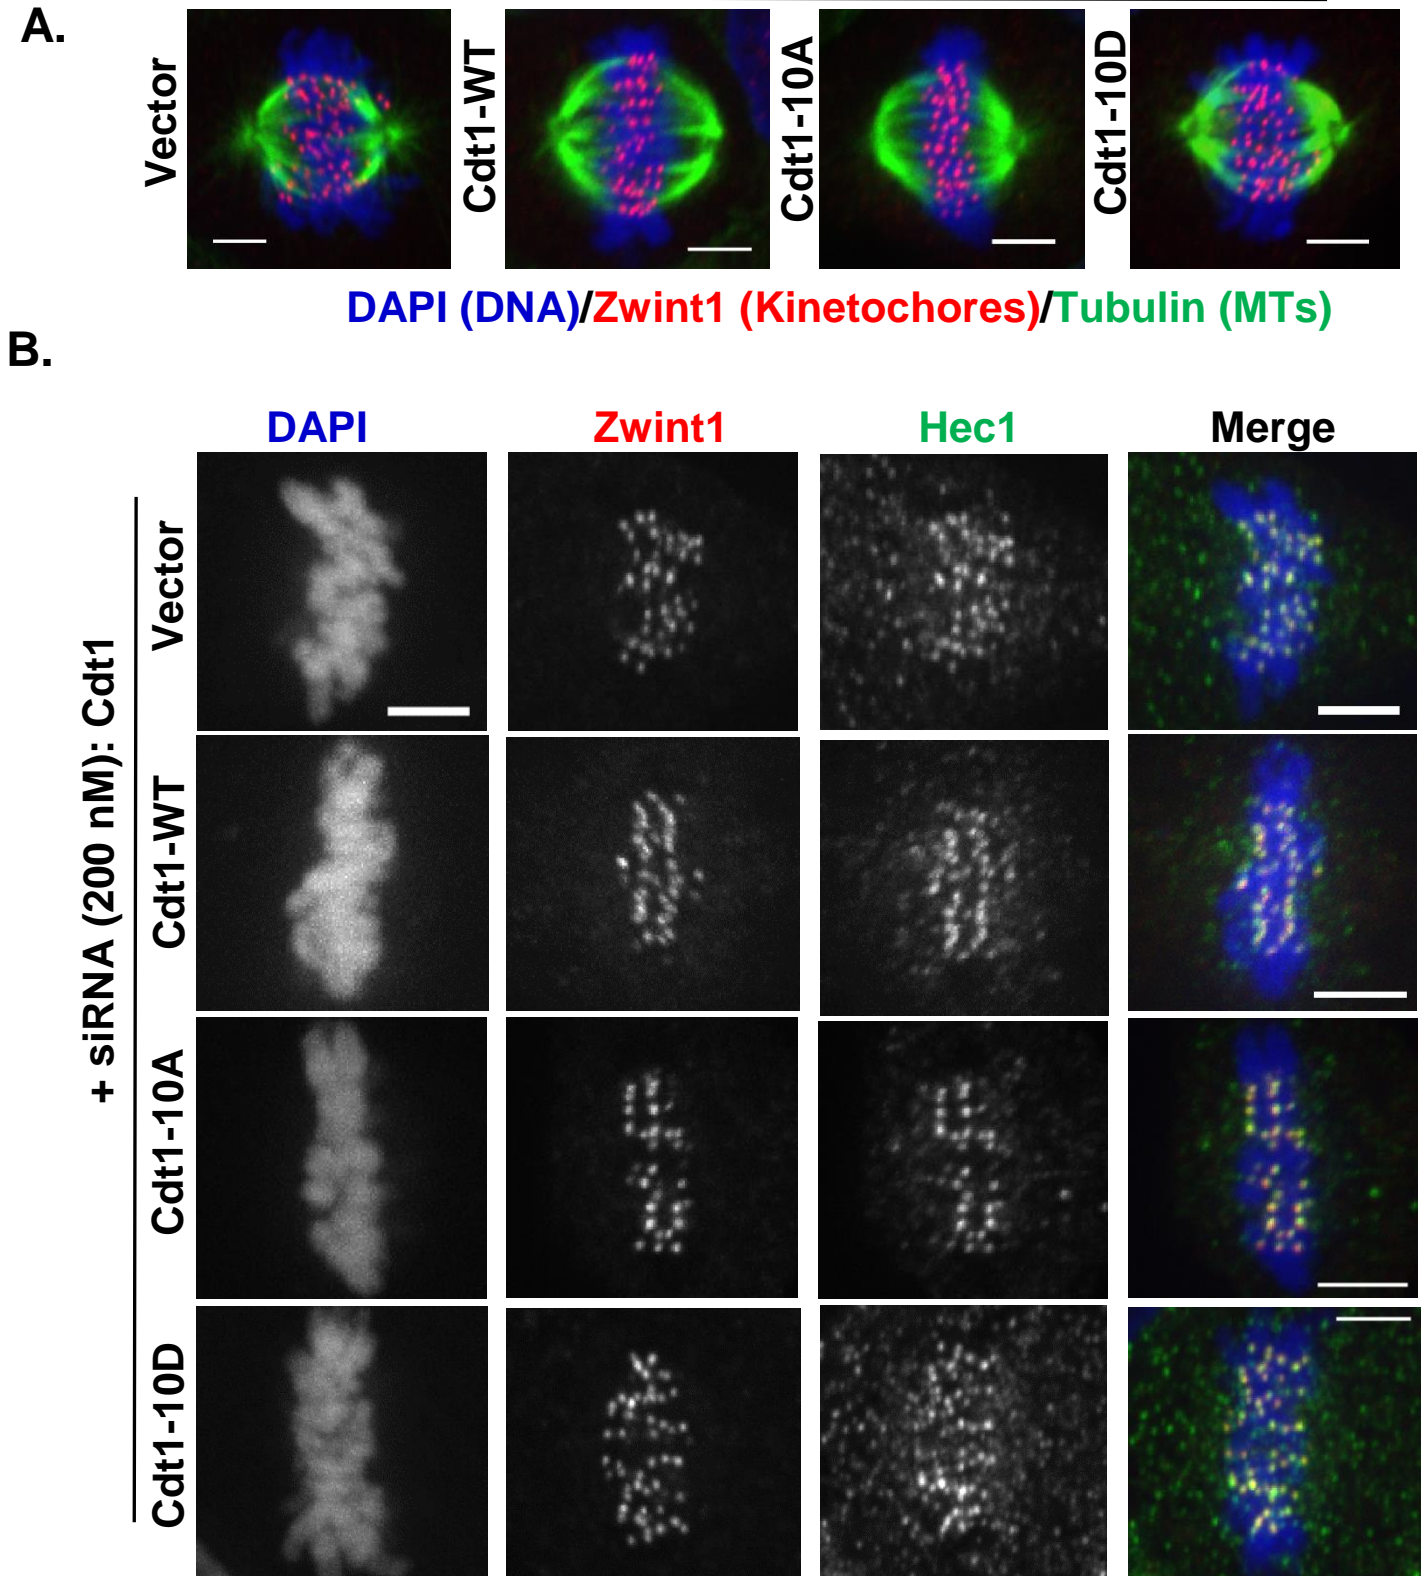 A.
Vector
Cdt1-WT
Cdt1-10A
Cdt1-10D
DAPI (DNA)/Zwint1 (Kinetochores)/Tubulin (MTs)
B.
DAPI
Zwint1
Hec1
Merge
+ siRNA (200 nM): Cdt1
Vector
Cdt1-WT
Cdt1-10A
Cdt1-10D